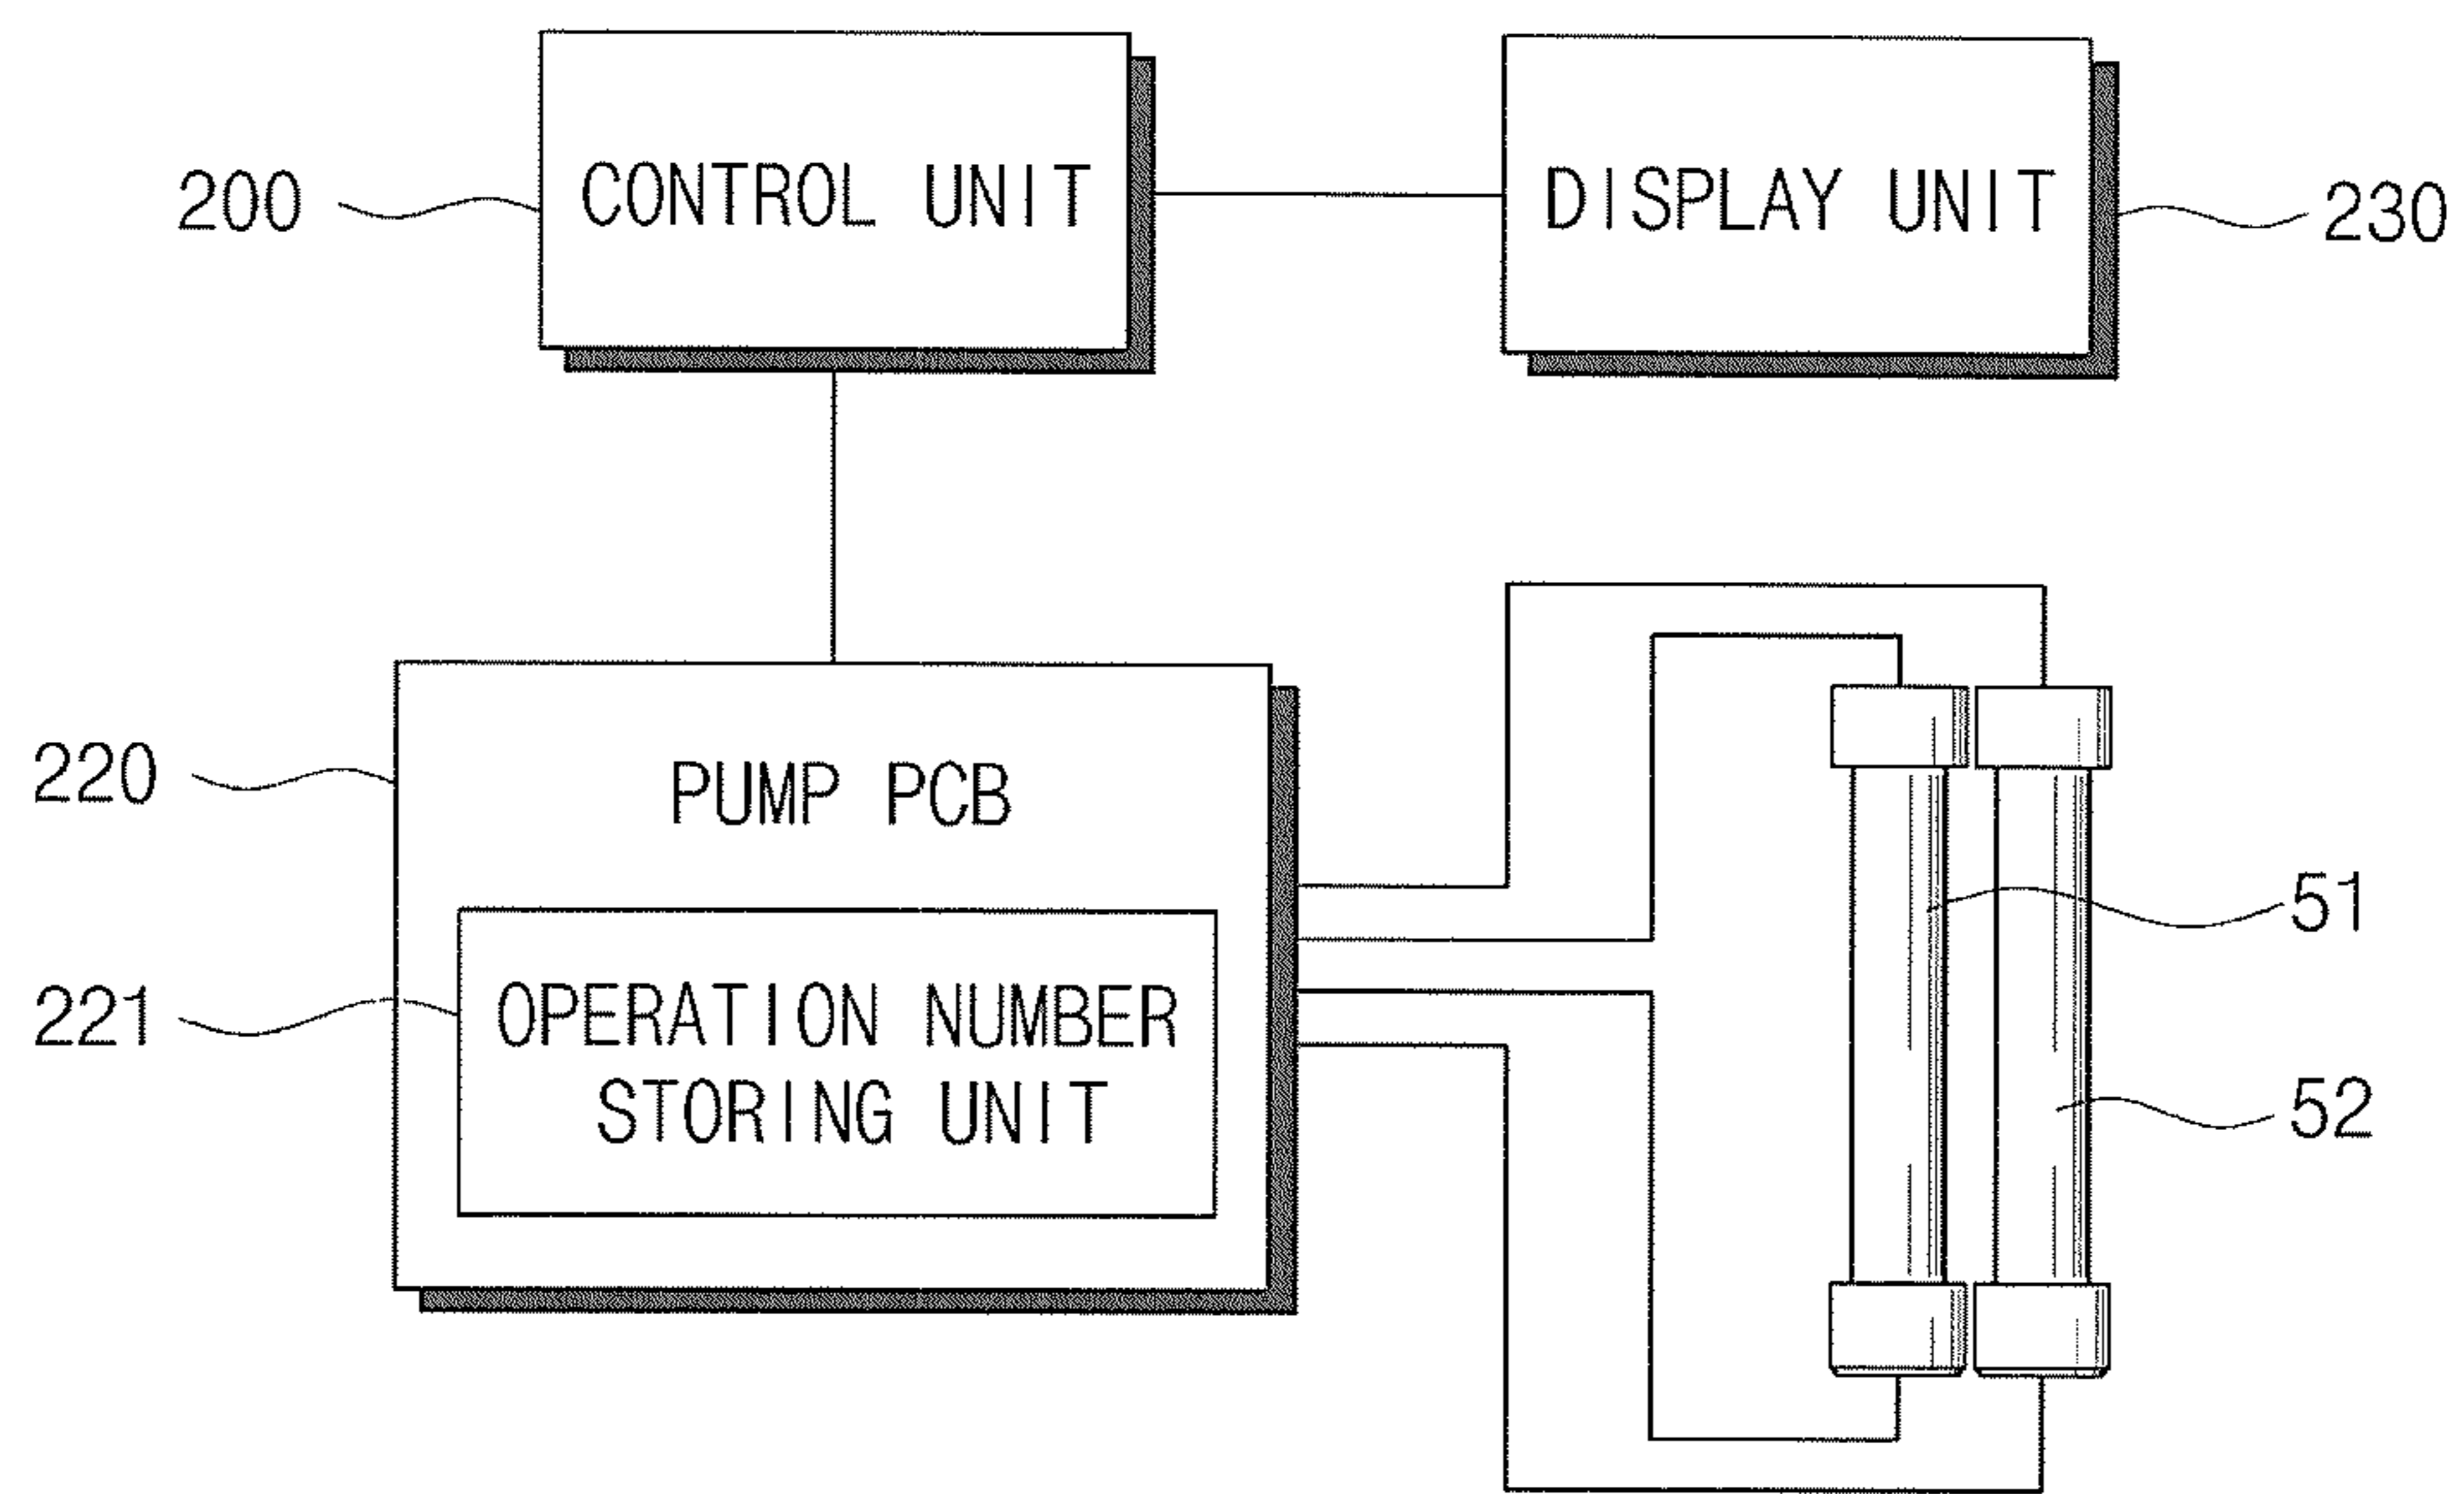 200
CONTROL UNIT
DISPLAY UNIT
230
220
PUMP PCB
51
221
OPERATION NUMBER
STORING UNIT
52